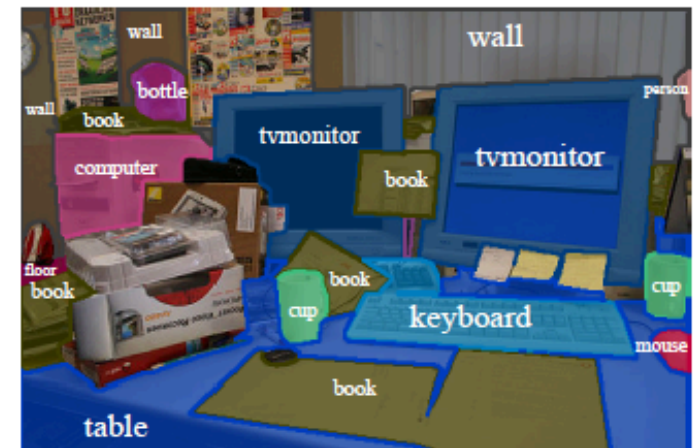 wall
wall
bottle
person
wall
book
tvmonitor
computer
tvmonitor
book
floor
book
book
cup
cup
keyboard
mouse
book
table